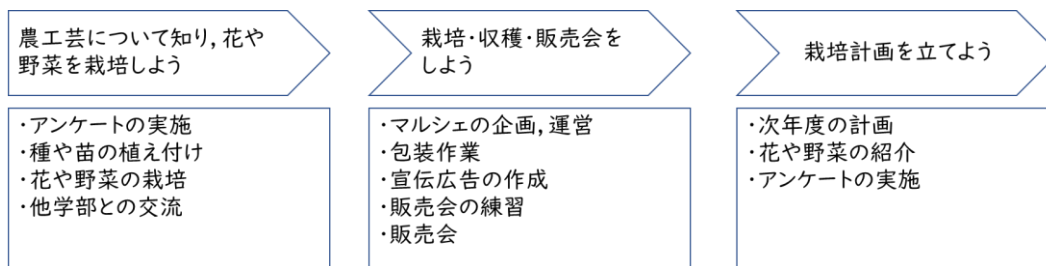 農工芸について知り,花や
野菜を栽培しよう
・アンケートの実施
・種や苗の植え付け
・花や野菜の栽培
・他学部との交流
栽培・収穫・販売会を
しよう
・マルシェの企画,運営
・包装作業
・宣伝広告の作成
・販売会の練習
・販売会
栽培計画を立てよう
・次年度の計画
・花や野菜の紹介
・アンケートの実施